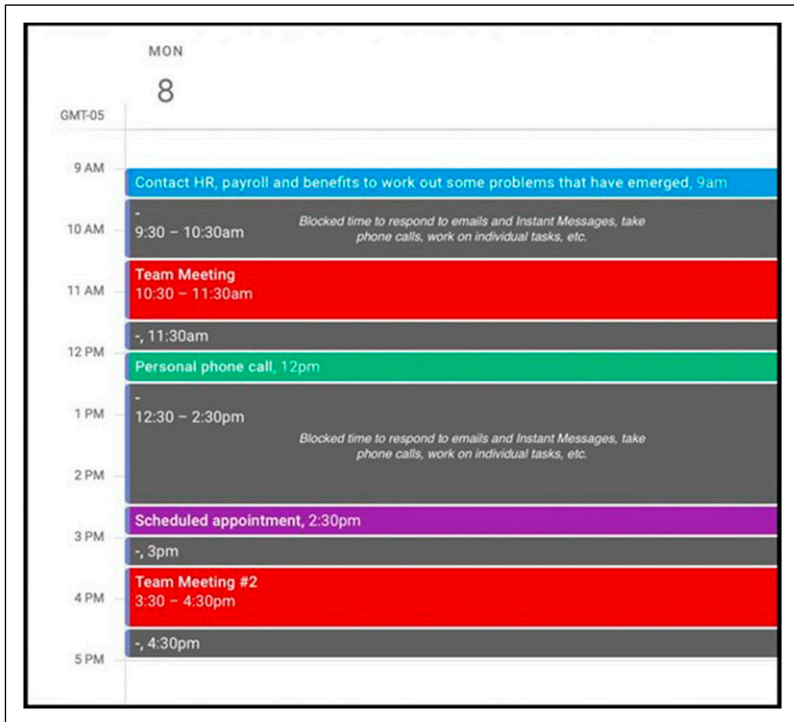 MON
8
GMT-05
9 AM
Contact HR, payroll and benefits to work out some problems that have emerged, 9am
-
9:30 – 10:30am
Blocked time to respond to emails and Instant Messages, take
phone calls, work on individual tasks, etc.
10 AM
Team Meeting
10:30 – 11:30am
11 AM
-, 11:30am
12 PM
Personal phone call, 12pm
-
12:30 – 2:30pm
1 PM
Blocked time to respond to emails and Instant Messages, take
phone calls, work on individual tasks, etc.
2 PM
Scheduled appointment, 2:30pm
3 PM
-, 3pm
Team Meeting #2
3:30 – 4:30pm
4 PM
-, 4:30pm
5 PM